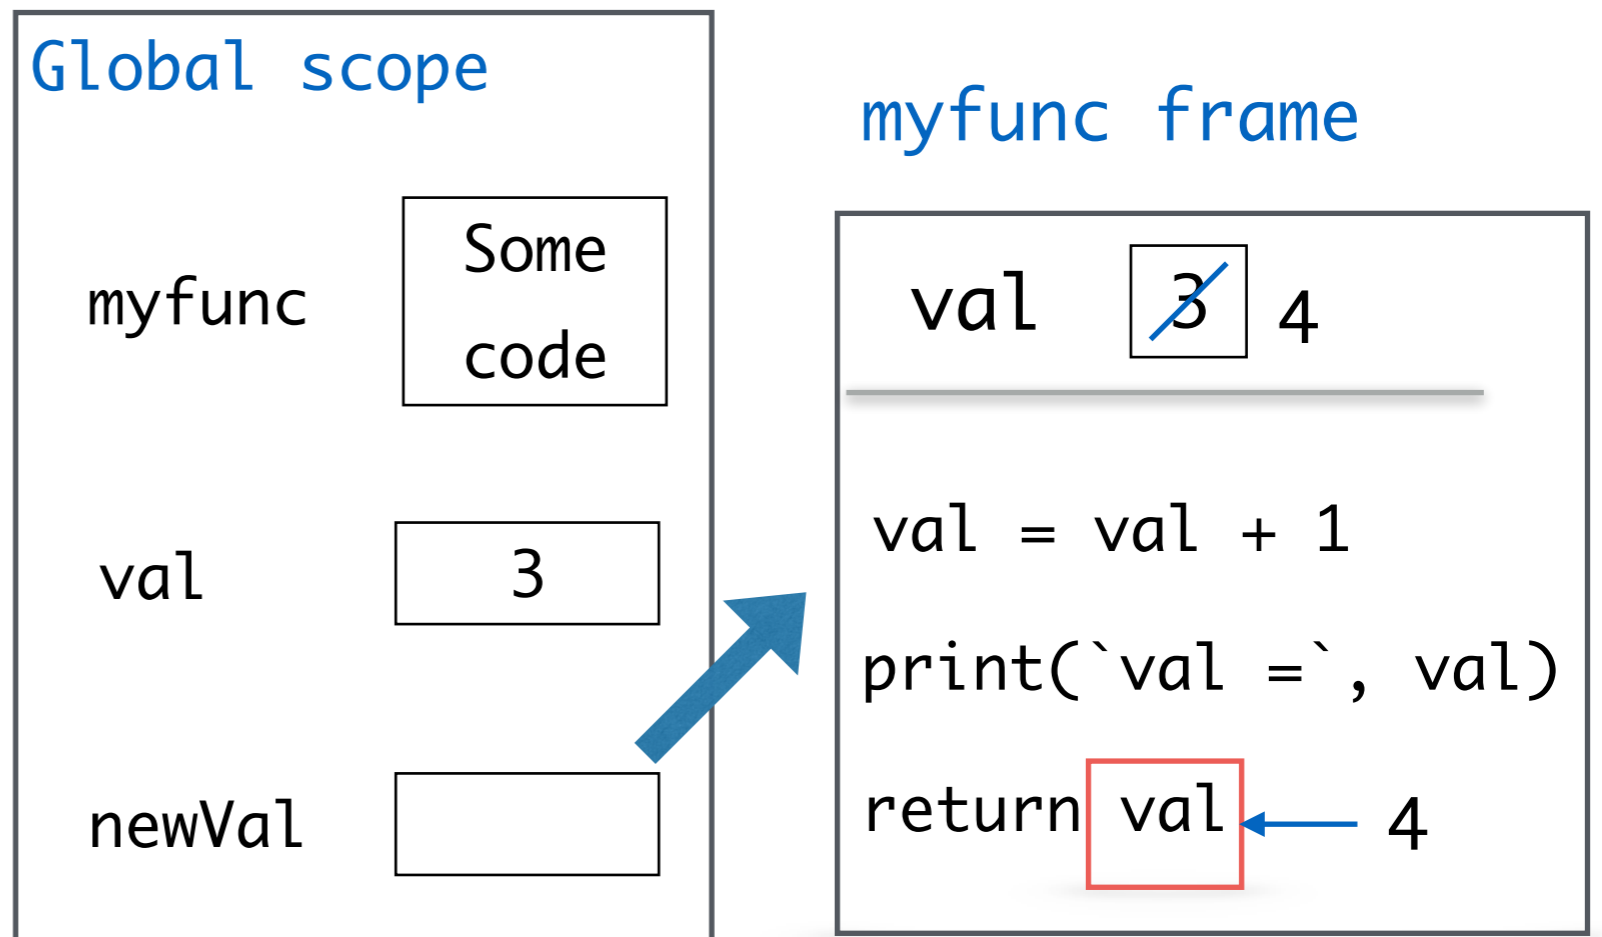 Global scope
myfunc
Some
code
val
3
newVal
myfunc frame
val 3 4
val = val + 1
print(`val =`, val)
return val 4